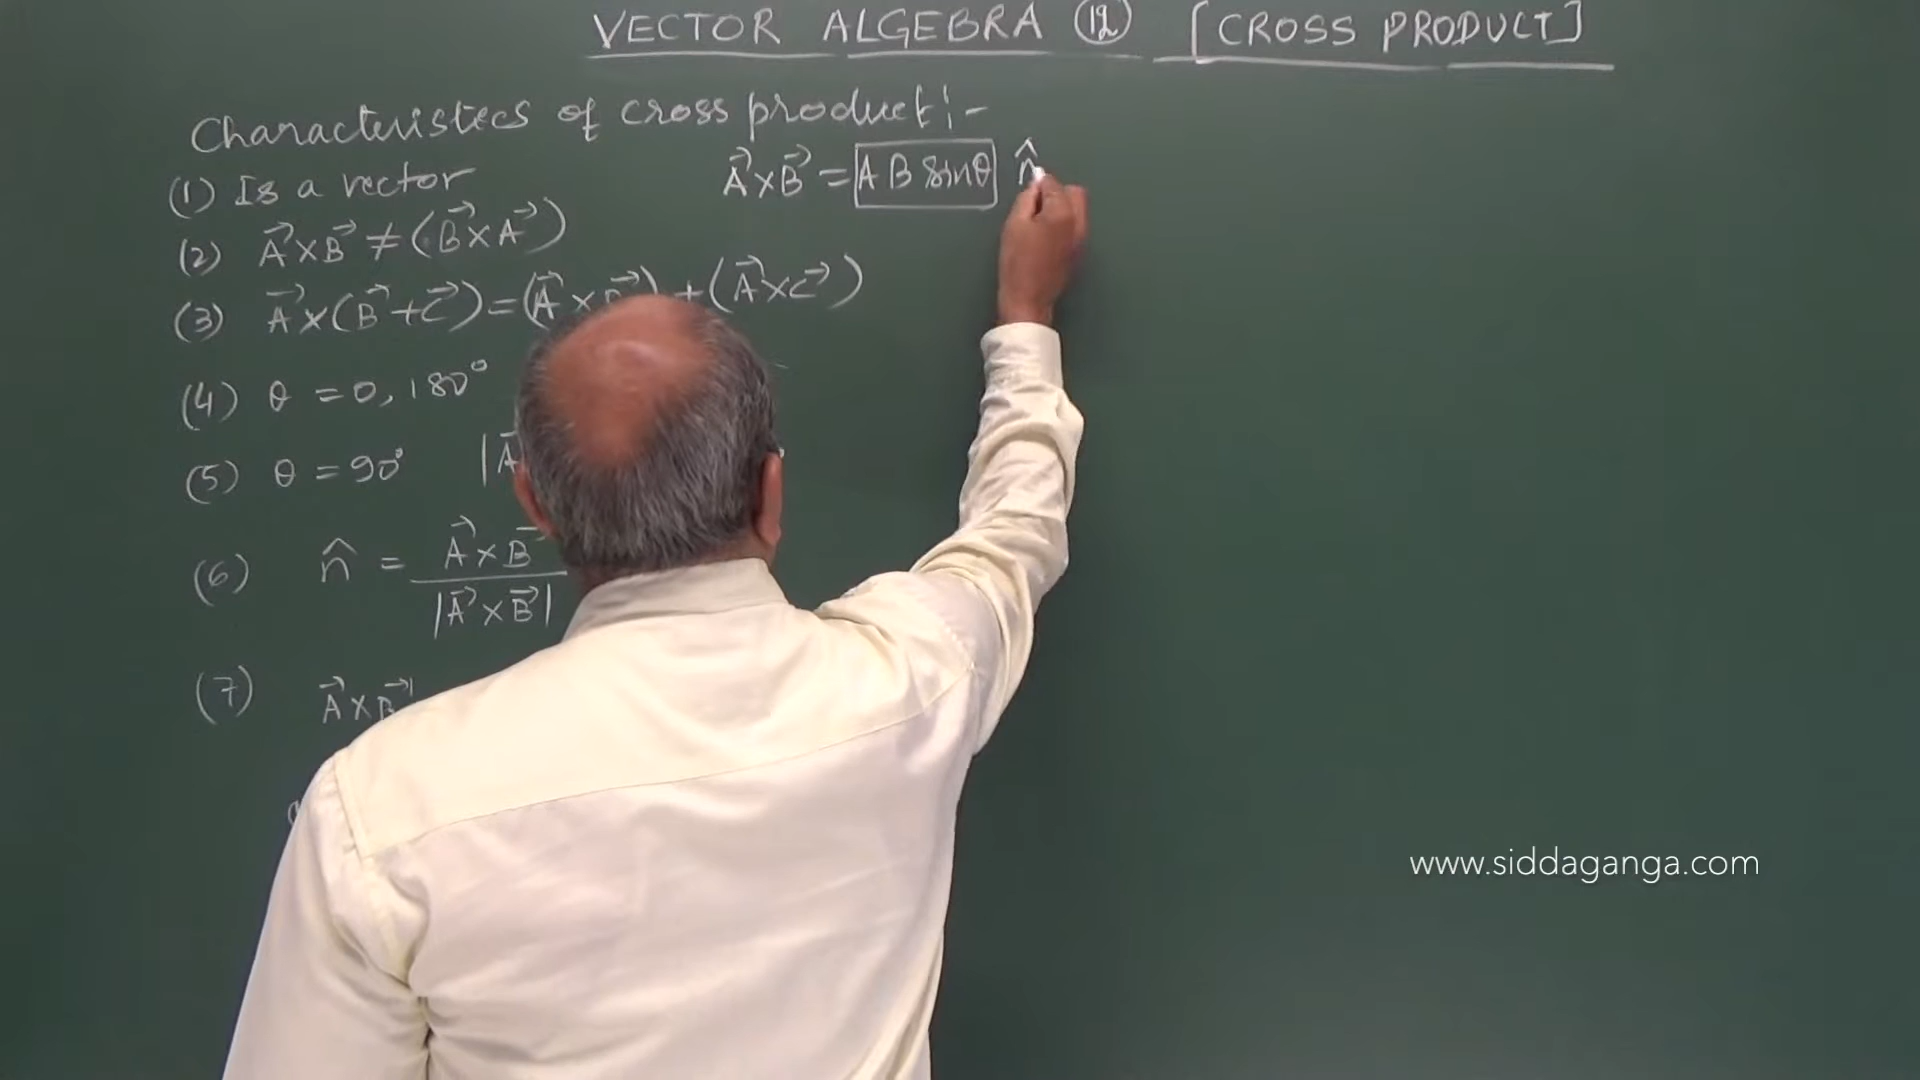 VECTOR ALGEBRA ⑫ [CROSS PRODUCT]
Characteristics of cross product:-
A⃗×B⃗ = A B sinθ n̂
(1) Is a vector
(2) A⃗×B⃗ ≠ (B⃗×A⃗)
(3) A⃗×(B⃗+C⃗)=(A⃗×B⃗)+(A⃗×C⃗)
(4) θ = 0, 180°
(5) θ = 90° |A⃗
(6) n̂ = A⃗×B⃗
|A⃗×B⃗|
(7) A⃗×B⃗
www.siddaganga.com